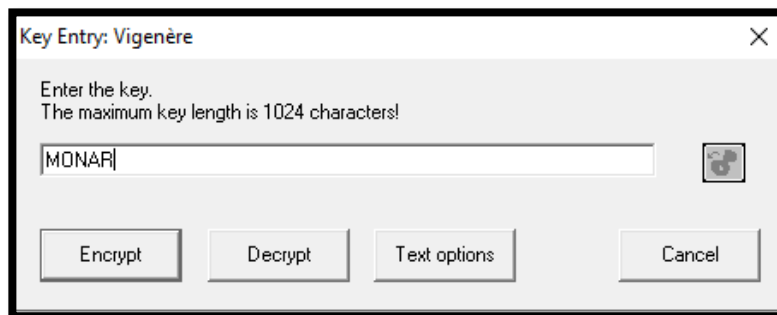 Key Entry: Vigenère
Enter the key.
The maximum key length is 1024 characters!
MONAR
Encrypt Decrypt Text options Cancel